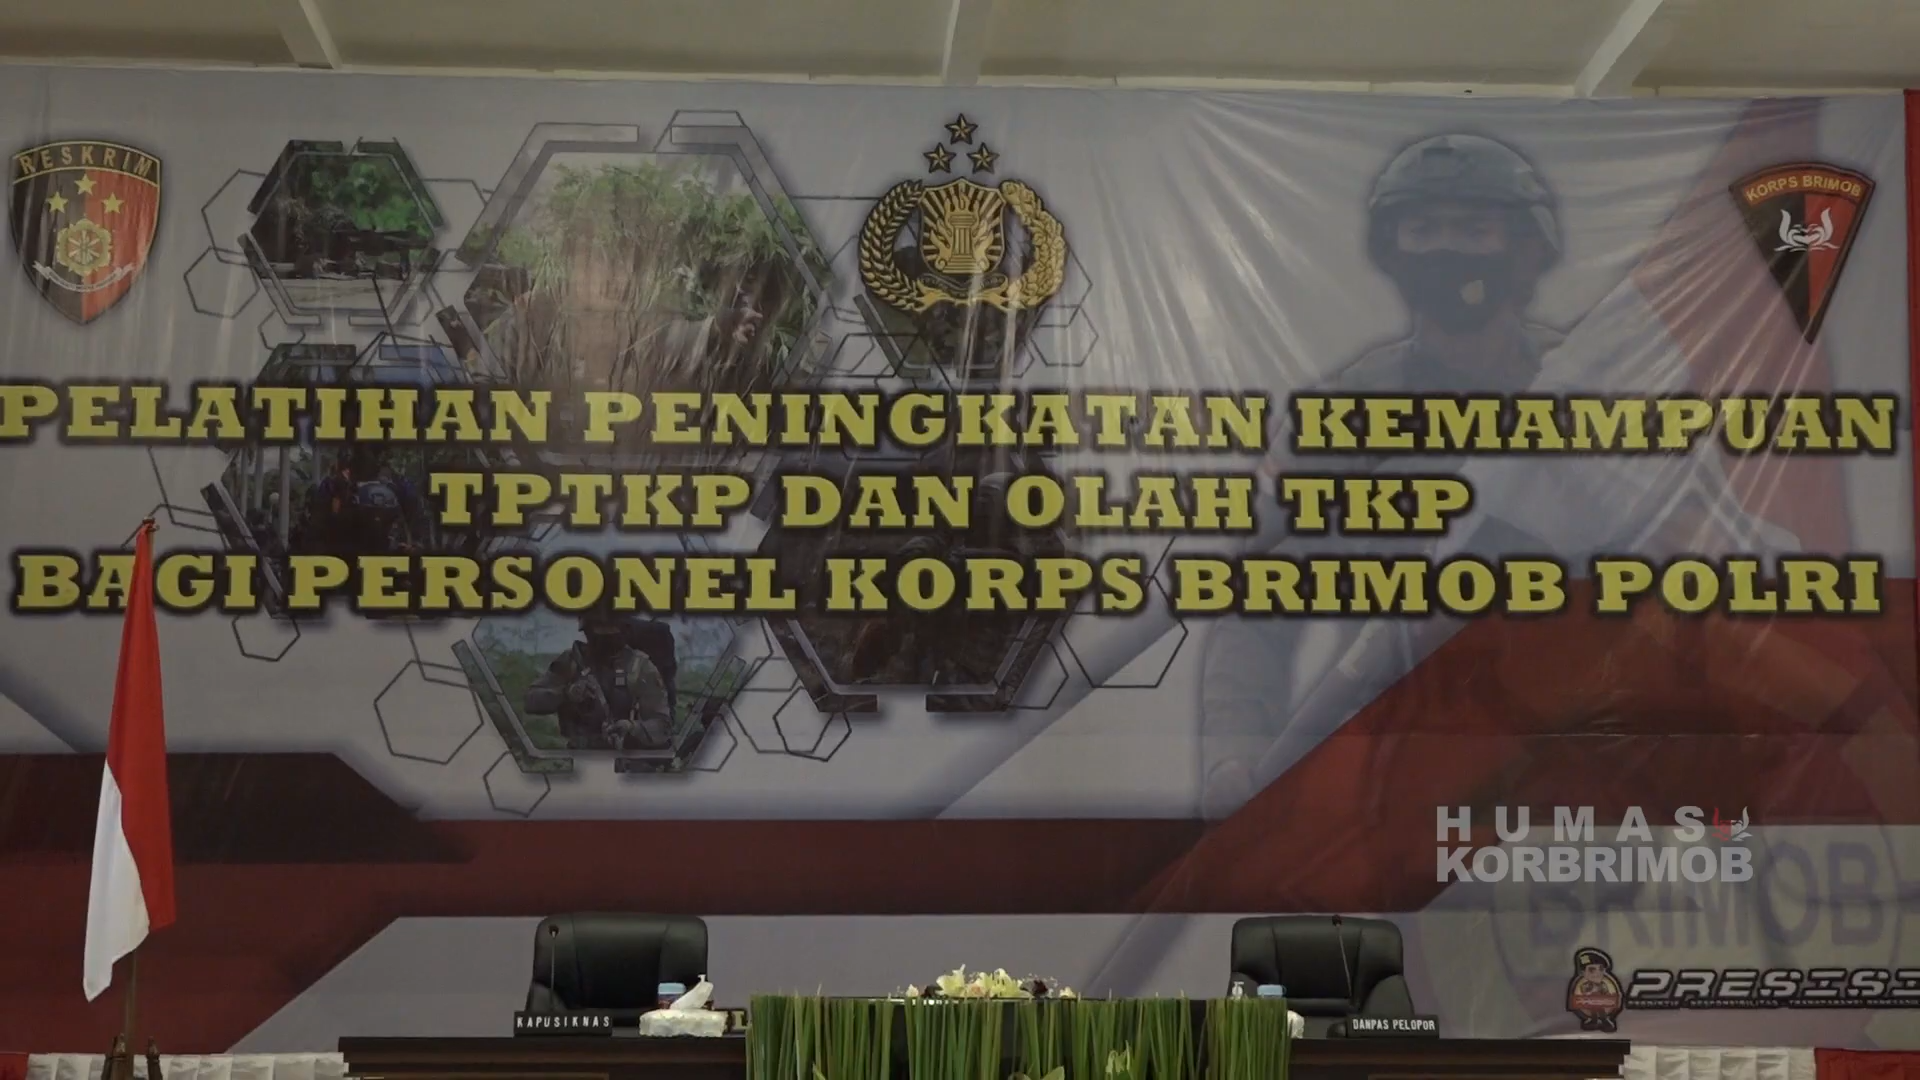 RESKRIM
KORPS BRIMOB
PELATIHAN PENINGKATAN KEMAMPUAN
TPTKP DAN OLAH TKP
BAGI PERSONEL KORPS BRIMOB POLRI
HUMAS
KORBRIMOB
BRIMOB
PRESISI
KAPUSIKNAS
DANPAS PELOPOR